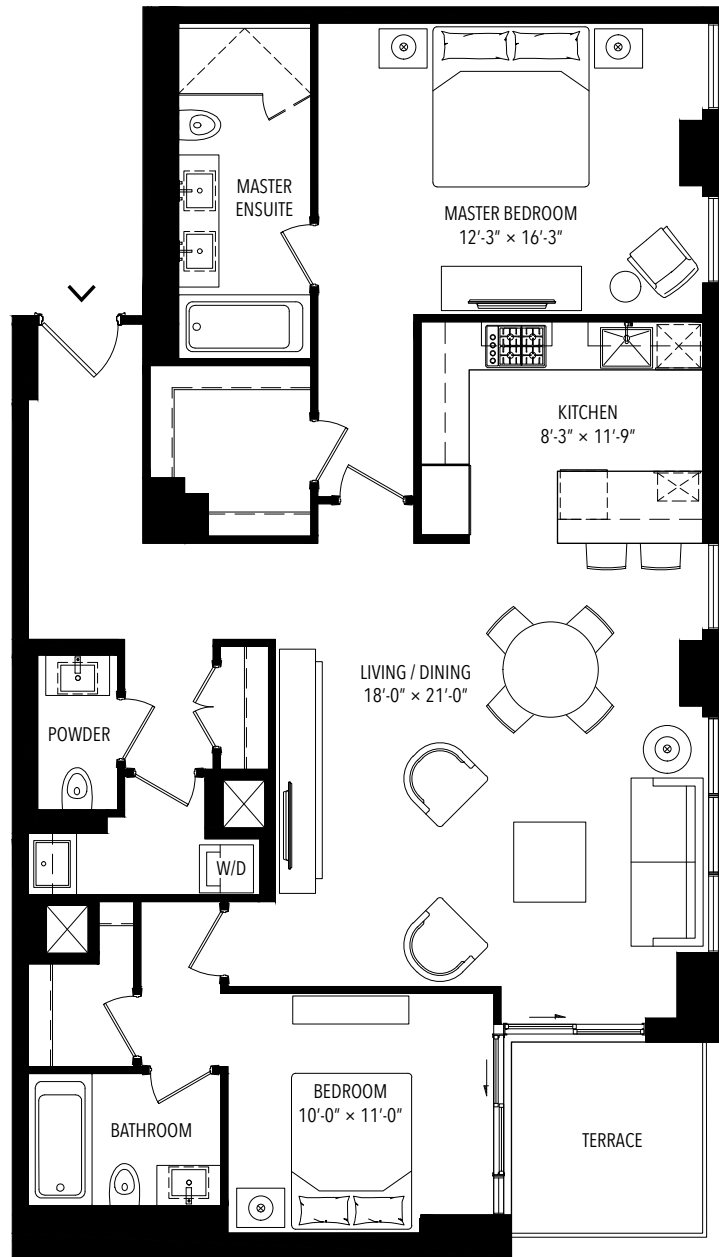 MASTER
ENSUITE
MASTER BEDROOM
12'-3" × 16'-3"
KITCHEN
8'-3" × 11'-9"
LIVING / DINING
18'-0" × 21'-0"
POWDER
W/D
BEDROOM
10'-0" × 11'-0"
BATHROOM
TERRACE